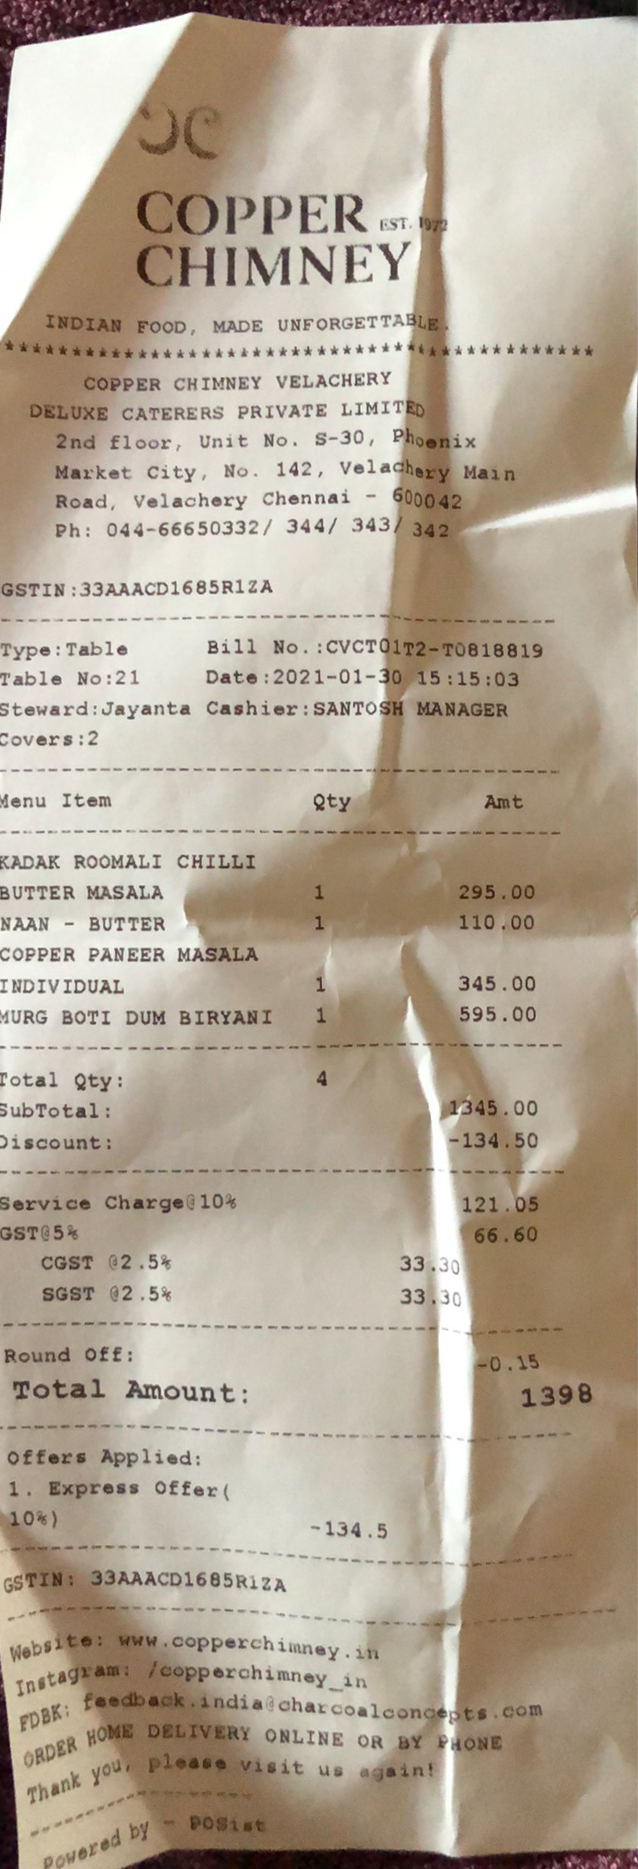 COPPER EST. 1972
CHIMNEY
INDIAN FOOD, MADE UNFORGETTABLE.
********************************************
COPPER CHIMNEY VELACHERY
DELUXE CATERERS PRIVATE LIMITED
2nd floor, Unit No. S-30, Phoenix
Market City, No. 142, Velachery Main
Road, Velachery Chennai - 600042
Ph: 044-66650332/ 344/ 343/ 342
GSTIN:33AAACD1685R1ZA
--------------------------------------------
Type:Table Bill No.:CVCT01T2-T0818819
Table No:21 Date:2021-01-30 15:15:03
Steward:Jayanta Cashier:SANTOSH MANAGER
Covers:2
--------------------------------------------
Menu Item Qty Amt
--------------------------------------------
KADAK ROOMALI CHILLI
BUTTER MASALA 1 295.00
NAAN - BUTTER 1 110.00
COPPER PANEER MASALA
INDIVIDUAL 1 345.00
MURG BOTI DUM BIRYANI 1 595.00
--------------------------------------------
Total Qty: 4
SubTotal: 1345.00
Discount: -134.50
--------------------------------------------
Service Charge@10% 121.05
GST@5% 66.60
CGST @2.5% 33.30
SGST @2.5% 33.30
--------------------------------------------
Round Off: -0.15
Total Amount: 1398
--------------------------------------------
Offers Applied:
1. Express Offer(
10%) -134.5
--------------------------------------------
GSTIN: 33AAACD1685R1ZA
--------------------------------------------
Website: www.copperchimney.in
Instagram: /copperchimney_in
FDBK: feedback.india@charcoalconcepts.com
ORDER HOME DELIVERY ONLINE OR BY PHONE
Thank you, please visit us again!
-----------------
Powered by - POSist